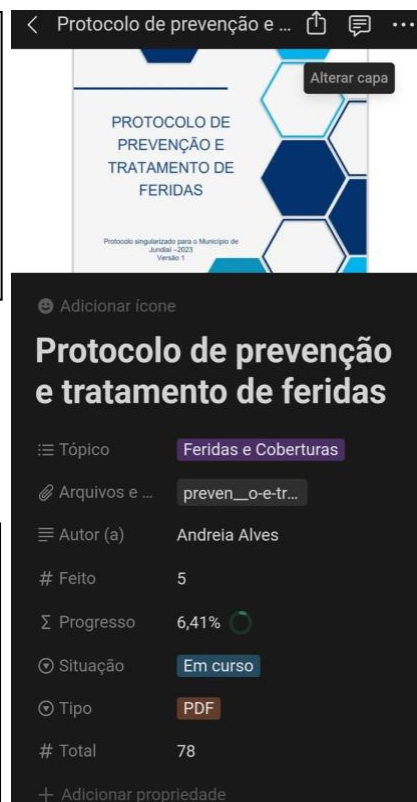 Protocolo de prevenção e ...
Alterar capa
PROTOCOLO DE
PREVENÇÃO E
TRATAMENTO DE
FERIDAS
Protocolo singularizado para o Município de
Jundiaí –2023
Versão 1
Adicionar ícone
Protocolo de prevenção
e tratamento de feridas
Tópico Feridas e Coberturas
Arquivos e ... preven__o-e-tr...
Autor (a) Andreia Alves
# Feito 5
Σ Progresso 6,41%
Situação Em curso
Tipo PDF
# Total 78
+ Adicionar propriedade